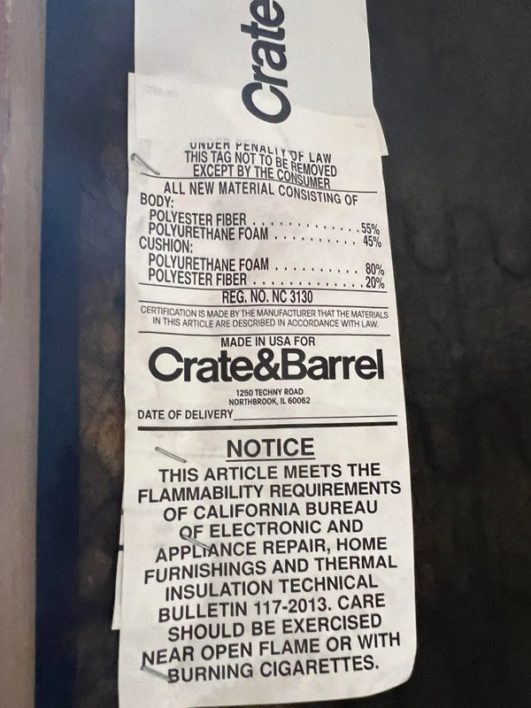 Crate
UNDER PENALTY OF LAW
THIS TAG NOT TO BE REMOVED
EXCEPT BY THE CONSUMER
ALL NEW MATERIAL CONSISTING OF
BODY:
POLYESTER FIBER . . . . . . . . . . . . . 55%
POLYURETHANE FOAM . . . . . . . . . . 45%
CUSHION:
POLYURETHANE FOAM . . . . . . . . . . 80%
POLYESTER FIBER . . . . . . . . . . . . . 20%
REG. NO. NC 3130
CERTIFICATION IS MADE BY THE MANUFACTURER THAT THE MATERIALS
IN THIS ARTICLE ARE DESCRIBED IN ACCORDANCE WITH LAW.
MADE IN USA FOR
Crate&Barrel
1250 TECHNY ROAD
NORTHBROOK, IL 60062
DATE OF DELIVERY
NOTICE
THIS ARTICLE MEETS THE
FLAMMABILITY REQUIREMENTS
OF CALIFORNIA BUREAU
OF ELECTRONIC AND
APPLIANCE REPAIR, HOME
FURNISHINGS AND THERMAL
INSULATION TECHNICAL
BULLETIN 117-2013. CARE
SHOULD BE EXERCISED
NEAR OPEN FLAME OR WITH
BURNING CIGARETTES.